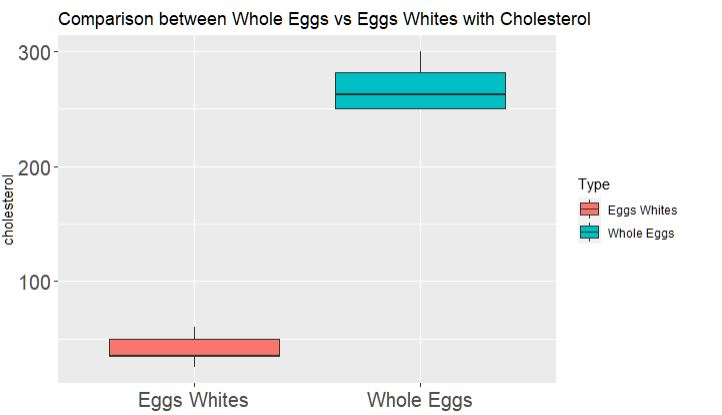 Comparison between Whole Eggs vs Eggs Whites with Cholesterol
cholesterol
300
200
100
Eggs Whites
Whole Eggs
Type
Eggs Whites
Whole Eggs